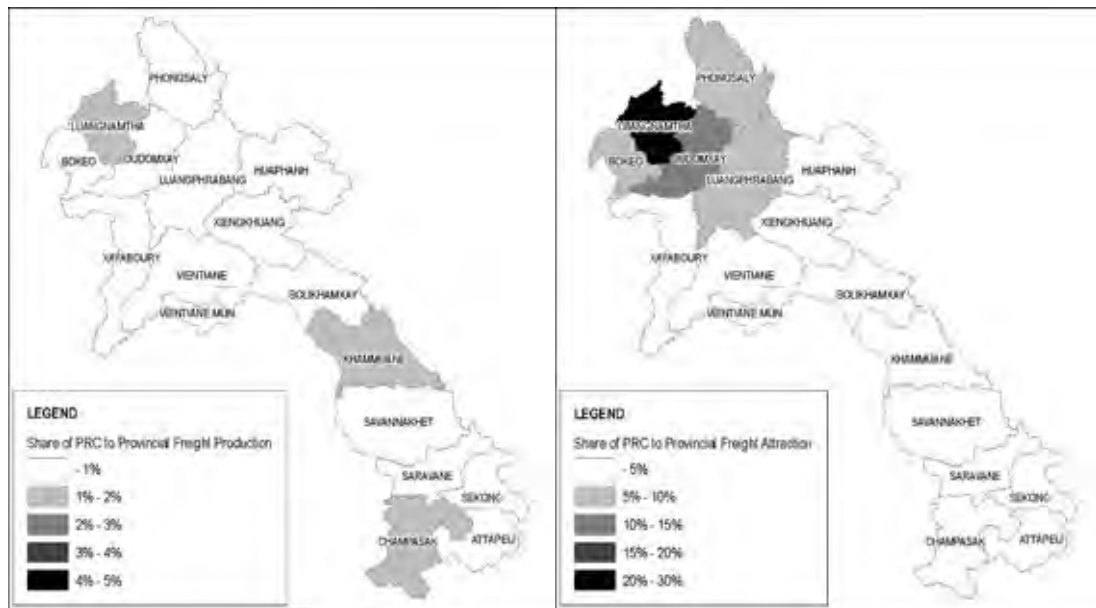 PHONGSALY
LUANGNAMTHA
BOKEO
OUDOMXAY
LUANGPHRABANG
HUAPHANH
XIENGKHUANG
XAYABOURY
VIENTIANE
BOLIKHAMXAY
VEINTIANE MUN
KHAMMUANE
SAVANNAKHET
SARAVANE
SEKONG
CHAMPASAK
ATTAPEU
LEGEND
Share of PRC to Provincial Freight Production
- 1%
1% - 2%
2% - 3%
3% - 4%
4% - 5%
PHONGSALY
LUANGNAMTHA
BOKEO
OUDOMXAY
LUANGPHRABANG
HUAPHANH
XIENGKHUANG
XAYABOURY
VIENTIANE
BOLIKHAMXAY
VEINTIANE MUN
KHAMMUANE
SAVANNAKHET
SARAVANE
SEKONG
CHAMPASAK
ATTAPEU
LEGEND
Share of PRC to Provincial Freight Attraction
- 5%
5% - 10%
10% - 15%
15% - 20%
20% - 30%